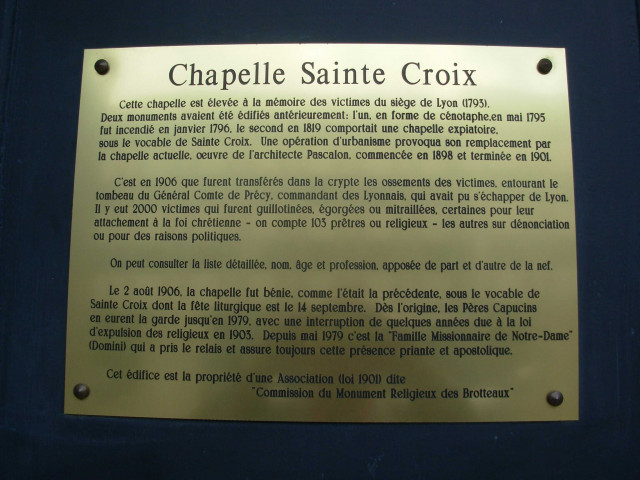 Chapelle Sainte Croix
Cette chapelle est élevée à la mémoire des victimes du siège de Lyon (1793).
Deux monuments avaient été édifiés antérieurement: l'un, en forme de cénotaphe,en mai 1795
fut incendié en janvier 1796, le second en 1819 comportait une chapelle expiatoire,
sous le vocable de Sainte Croix. Une opération d'urbanisme provoqua son remplacement par
la chapelle actuelle, œuvre de l'architecte Pascalon, commencée en 1898 et terminée en 1901.
C'est en 1906 que furent transférés dans la crypte les ossements des victimes, entourant le
tombeau du Général Comte de Précy, commandant des Lyonnais, qui avait pu s'échapper de Lyon.
Il y eut 2000 victimes qui furent guillotinées, égorgées ou mitraillées, certaines pour leur
attachement à la foi chrétienne - on compte 103 prêtres ou religieux - les autres sur dénonciation
ou pour des raisons politiques.
On peut consulter la liste détaillée, nom, âge et profession, apposée de part et d'autre de la nef.
Le 2 août 1906, la chapelle fut bénie, comme l'était la précédente, sous le vocable de
Sainte Croix dont la fête liturgique est le 14 septembre. Dès l'origine, les Pères Capucins
en eurent la garde jusqu'en 1979, avec une interruption de quelques années due à la loi
d'expulsion des religieux en 1903. Depuis mai 1979 c'est la "Famille Missionnaire de Notre-Dame"
(Domini) qui a pris le relais et assure toujours cette présence priante et apostolique.
Cet édifice est la propriété d'une Association (loi 1901) dite
"Commission du Monument Religieux des Brotteaux"